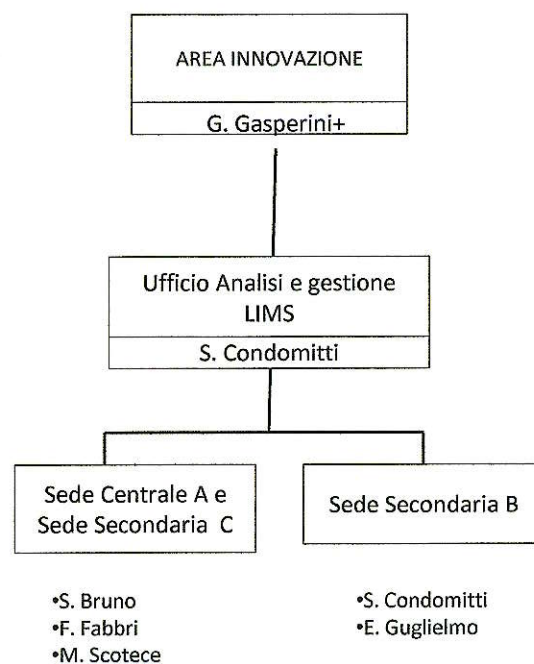 AREA INNOVAZIONE
G. Gasperini+
Ufficio Analisi e gestione
LIMS
S. Condomitti
Sede Centrale A e
Sede Secondaria C
Sede Secondaria B
•S. Bruno
•F. Fabbri
•M. Scotece
•S. Condomitti
•E. Guglielmo